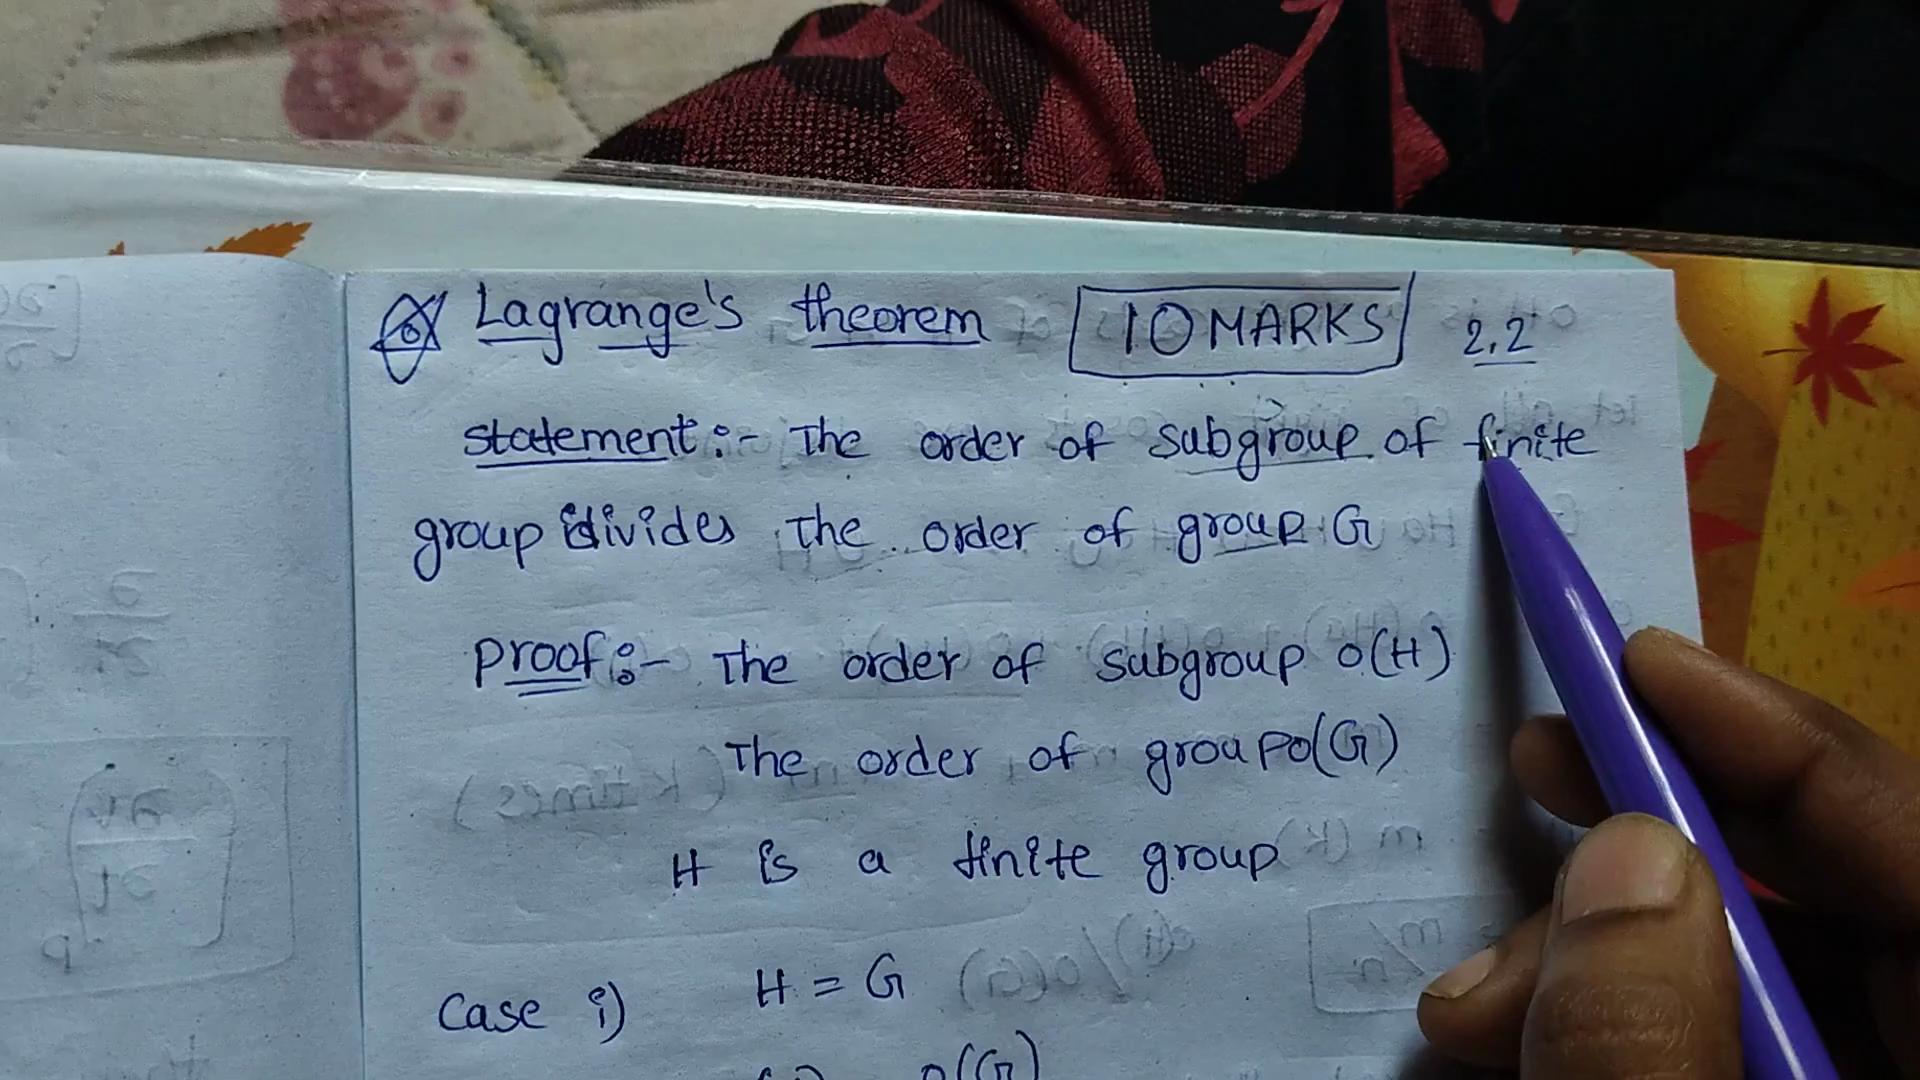 Lagrange's theorem 10 MARKS 2,2
statement:- The order of subgroup of finite
group divides the order of group G
Proof:- The order of subgroup o(H)
The order of group o(G)
H is a finite group
Case i) H = G
o(G)